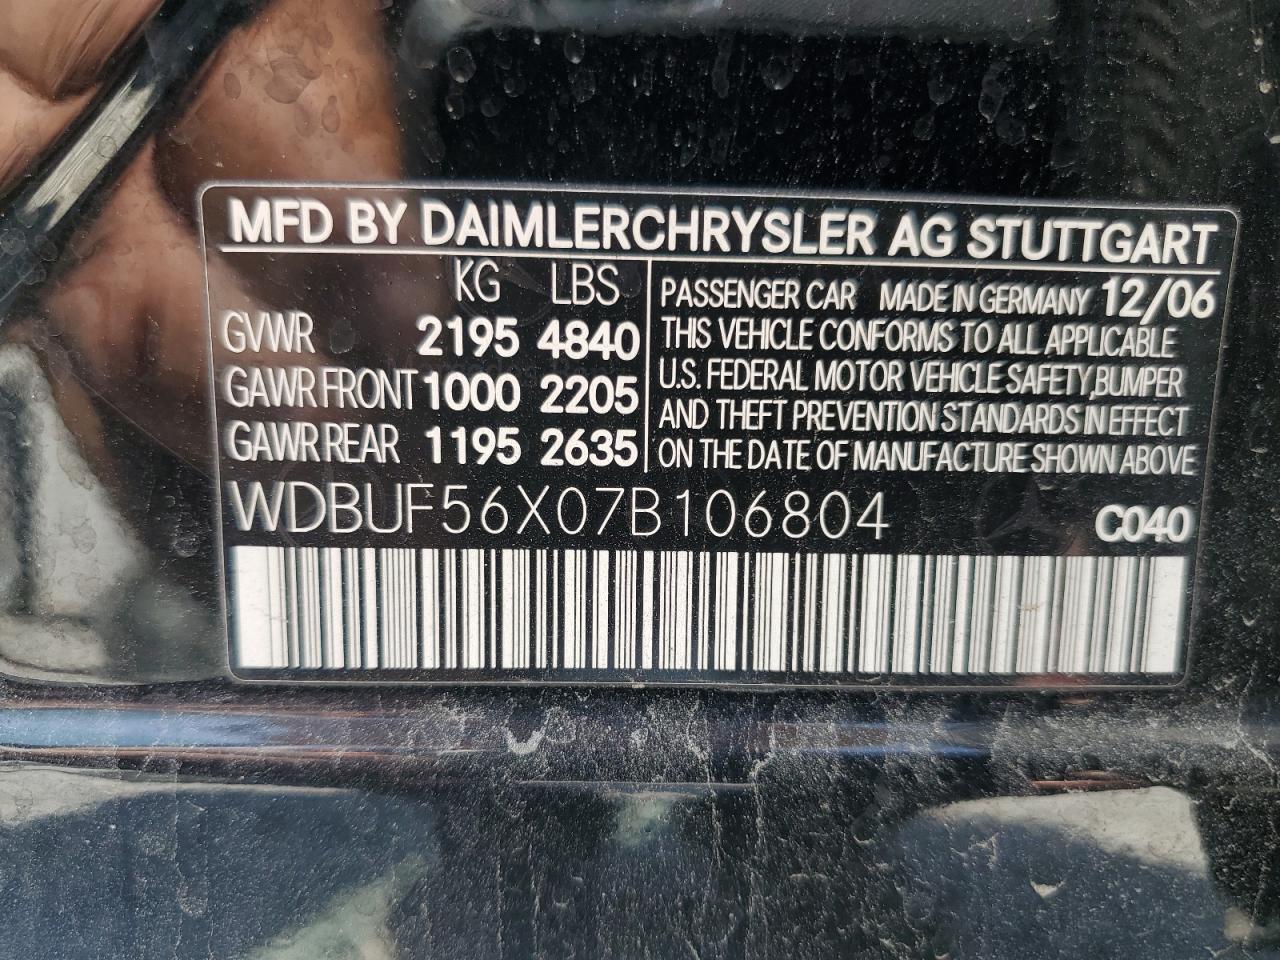 MFD BY DAIMLERCHRYSLER AG STUTTGART
KG LBS
GVWR 2195 4840
GAWR FRONT 1000 2205
GAWR REAR 1195 2635
PASSENGER CAR MADE IN GERMANY 12/06
THIS VEHICLE CONFORMS TO ALL APPLICABLE
U.S. FEDERAL MOTOR VEHICLE SAFETY, BUMPER
AND THEFT PREVENTION STANDARDS IN EFFECT
ON THE DATE OF MANUFACTURE SHOWN ABOVE
WDBUF56X07B106804 C040